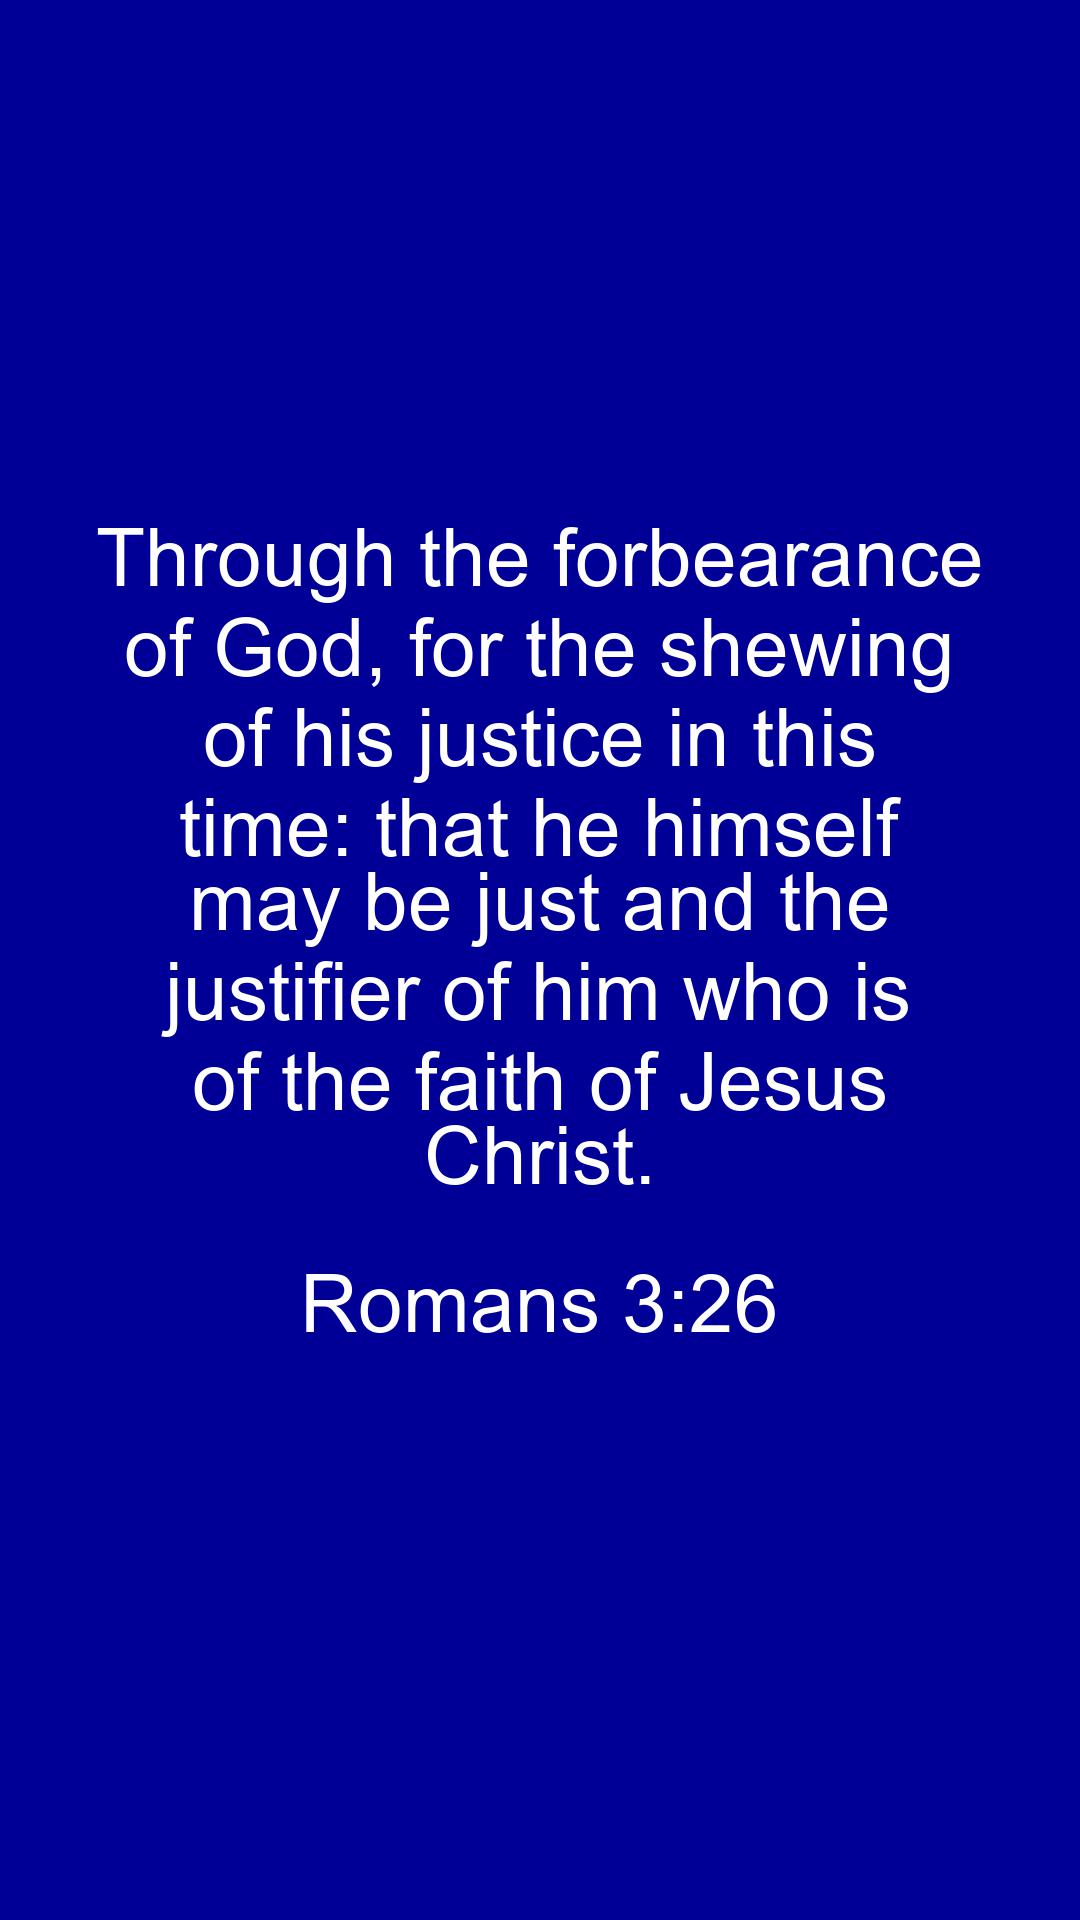 Through the forbearance
of God, for the shewing
of his justice in this
time: that he himself
may be just and the
justifier of him who is
of the faith of Jesus
Christ.
Romans 3:26